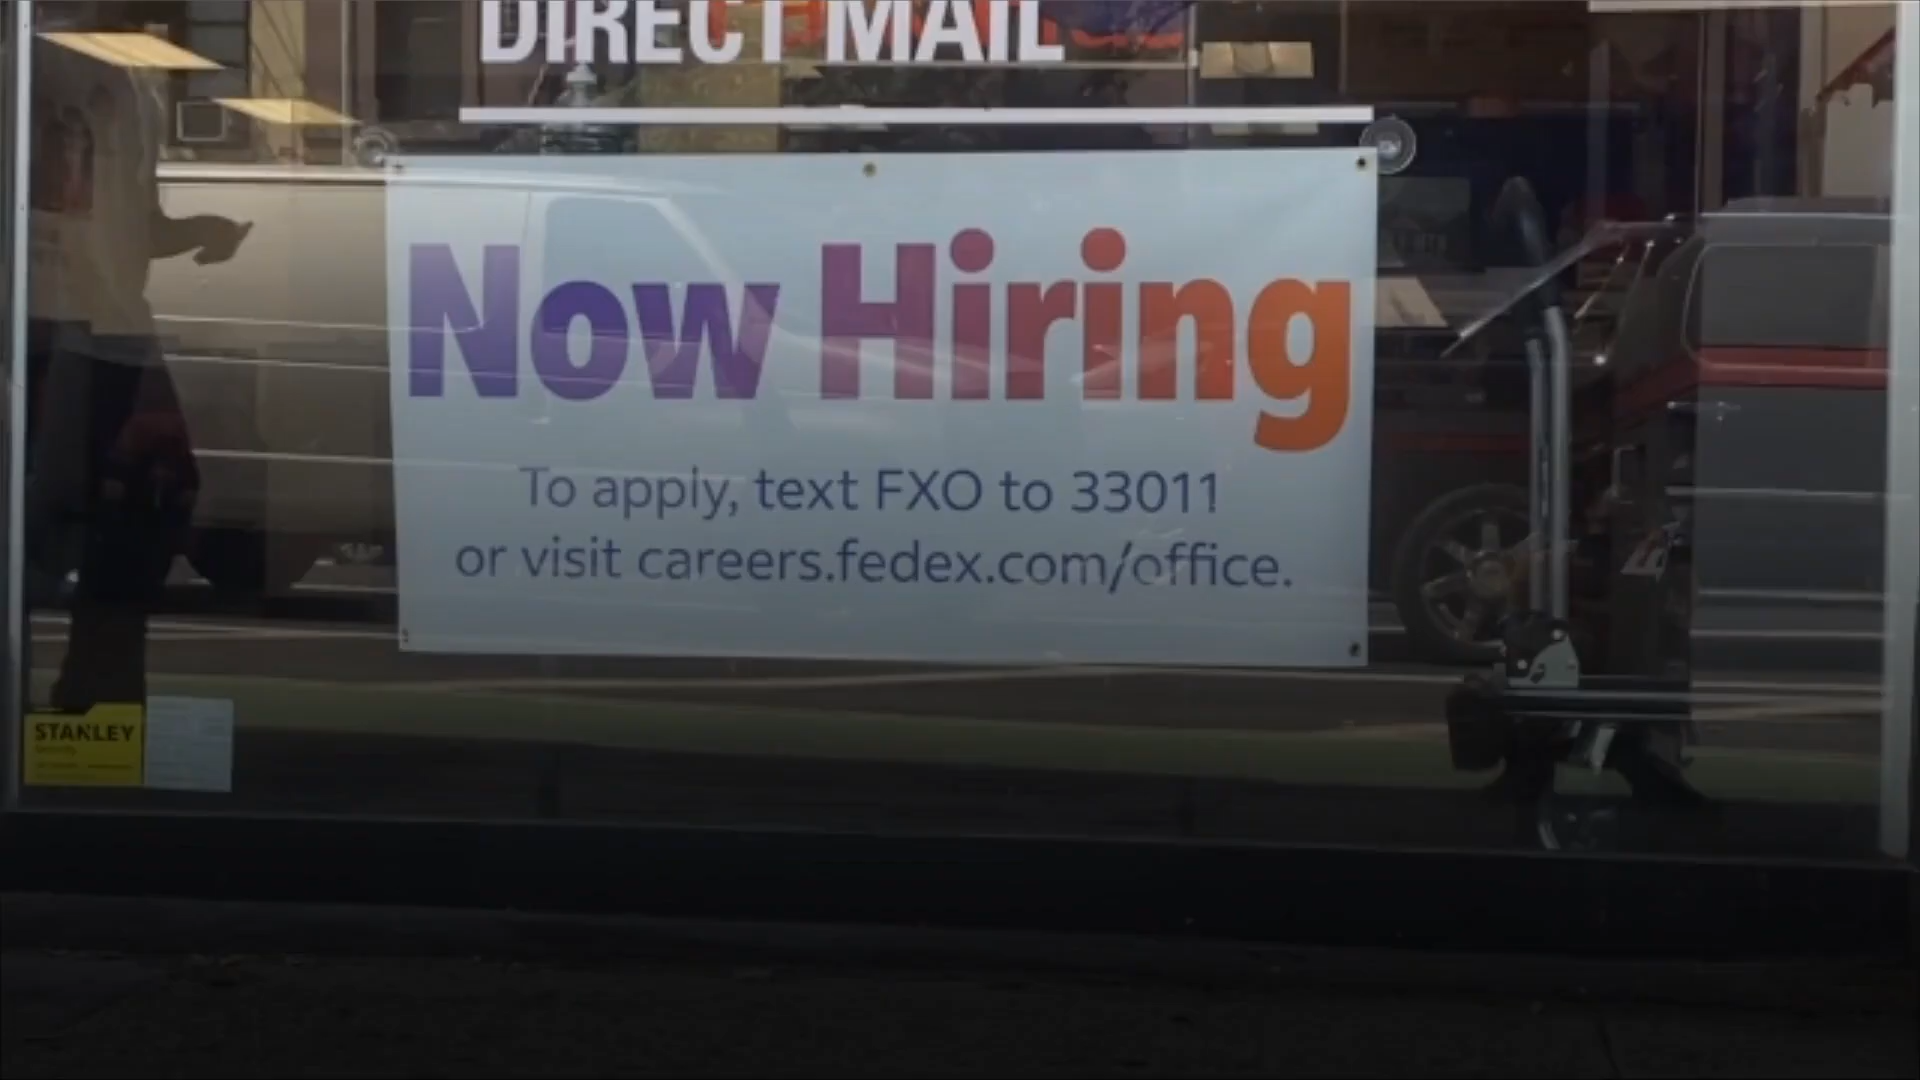 DIRECT MAIL
Now Hiring
To apply, text FXO to 33011
or visit careers.fedex.com/office.
STANLEY